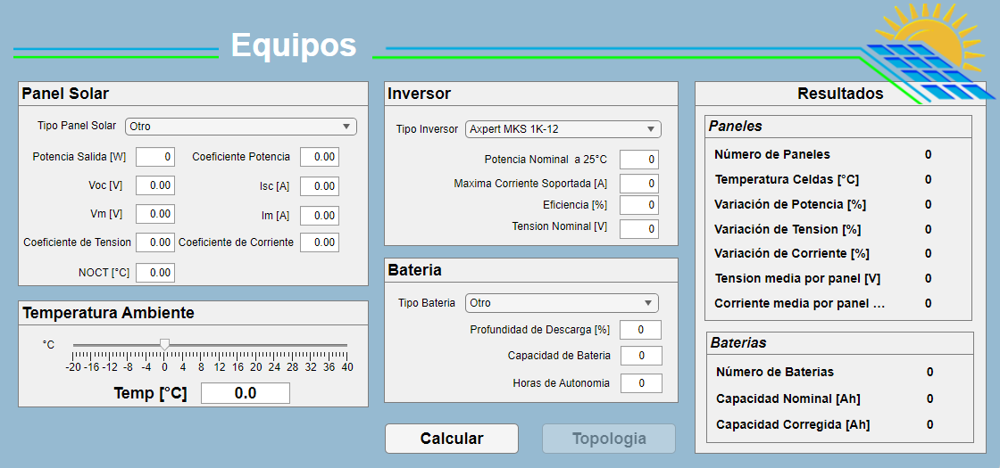 Equipos
Panel Solar
Tipo Panel Solar Otro
Potencia Salida [W] 0 Coeficiente Potencia 0.00
Voc [V] 0.00 Isc [A] 0.00
Vm [V] 0.00 Im [A] 0.00
Coeficiente de Tension 0.00 Coeficiente de Corriente 0.00
NOCT [°C] 0.00
Temperatura Ambiente
°C
-20 -16 -12 -8 -4 0 4 8 12 16 20 24 28 32 36 40
Temp [°C] 0.0
Inversor
Tipo Inversor Axpert MKS 1K-12
Potencia Nominal a 25°C 0
Maxima Corriente Soportada [A] 0
Eficiencia [%] 0
Tension Nominal [V] 0
Bateria
Tipo Bateria Otro
Profundidad de Descarga [%] 0
Capacidad de Bateria 0
Horas de Autonomia 0
Calcular
Topologia
Resultados
Paneles
Número de Paneles 0
Temperatura Celdas [°C] 0
Variación de Potencia [%] 0
Variación de Tension [%] 0
Variación de Corriente [%] 0
Tension media por panel [V] 0
Corriente media por panel … 0
Baterias
Número de Baterias 0
Capacidad Nominal [Ah] 0
Capacidad Corregida [Ah] 0